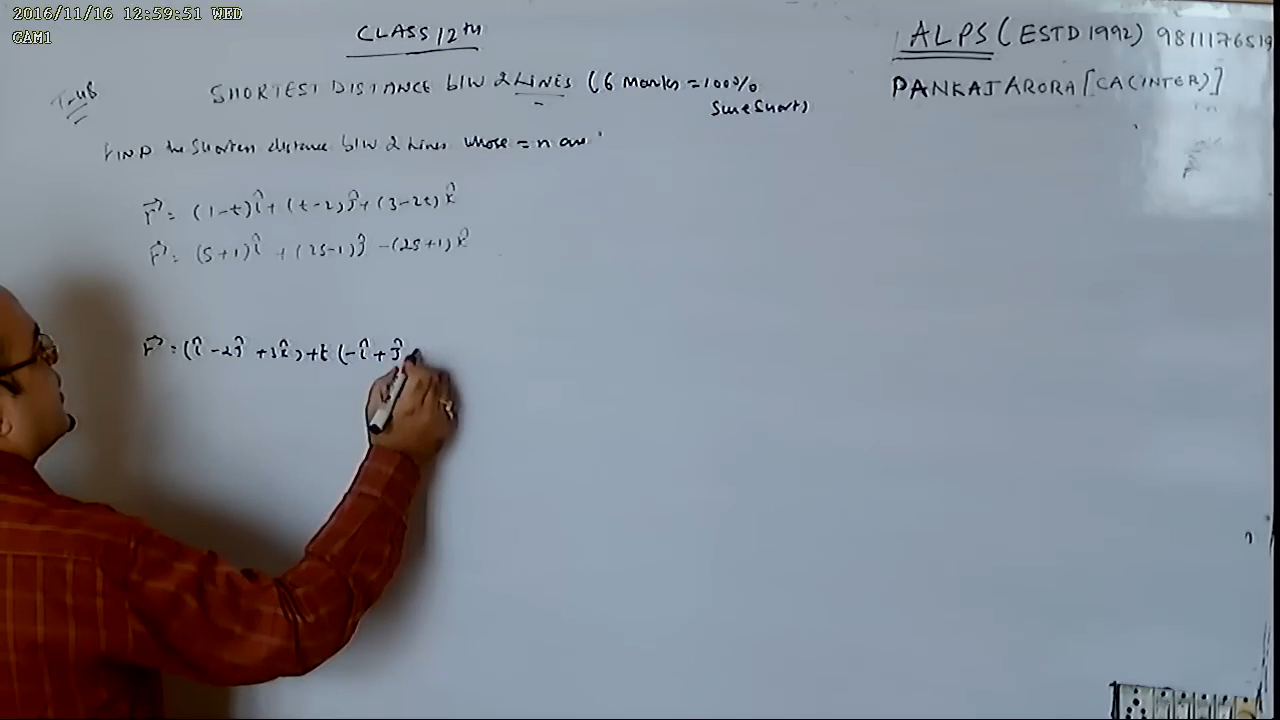 2016/11/16 12:59:51 WED
CAM1
CLASS 12th
ALPS (ESTD 1992) 9811176519
PANKAJ ARORA [CA (INTER)]
SHORTEST DISTANCE b/w 2 LINES (6 Marks = 100%
Sure Short)
FIND the Shortest distance b/w 2 lines whose = n are
r⃗ = (1-t)î + (t-2)ĵ + (3-2t)k̂
r⃗ = (s+1)î + (2s-1)ĵ - (2s+1)k̂
r⃗ = (î - 2ĵ + 3k̂) + t (-î + ĵ